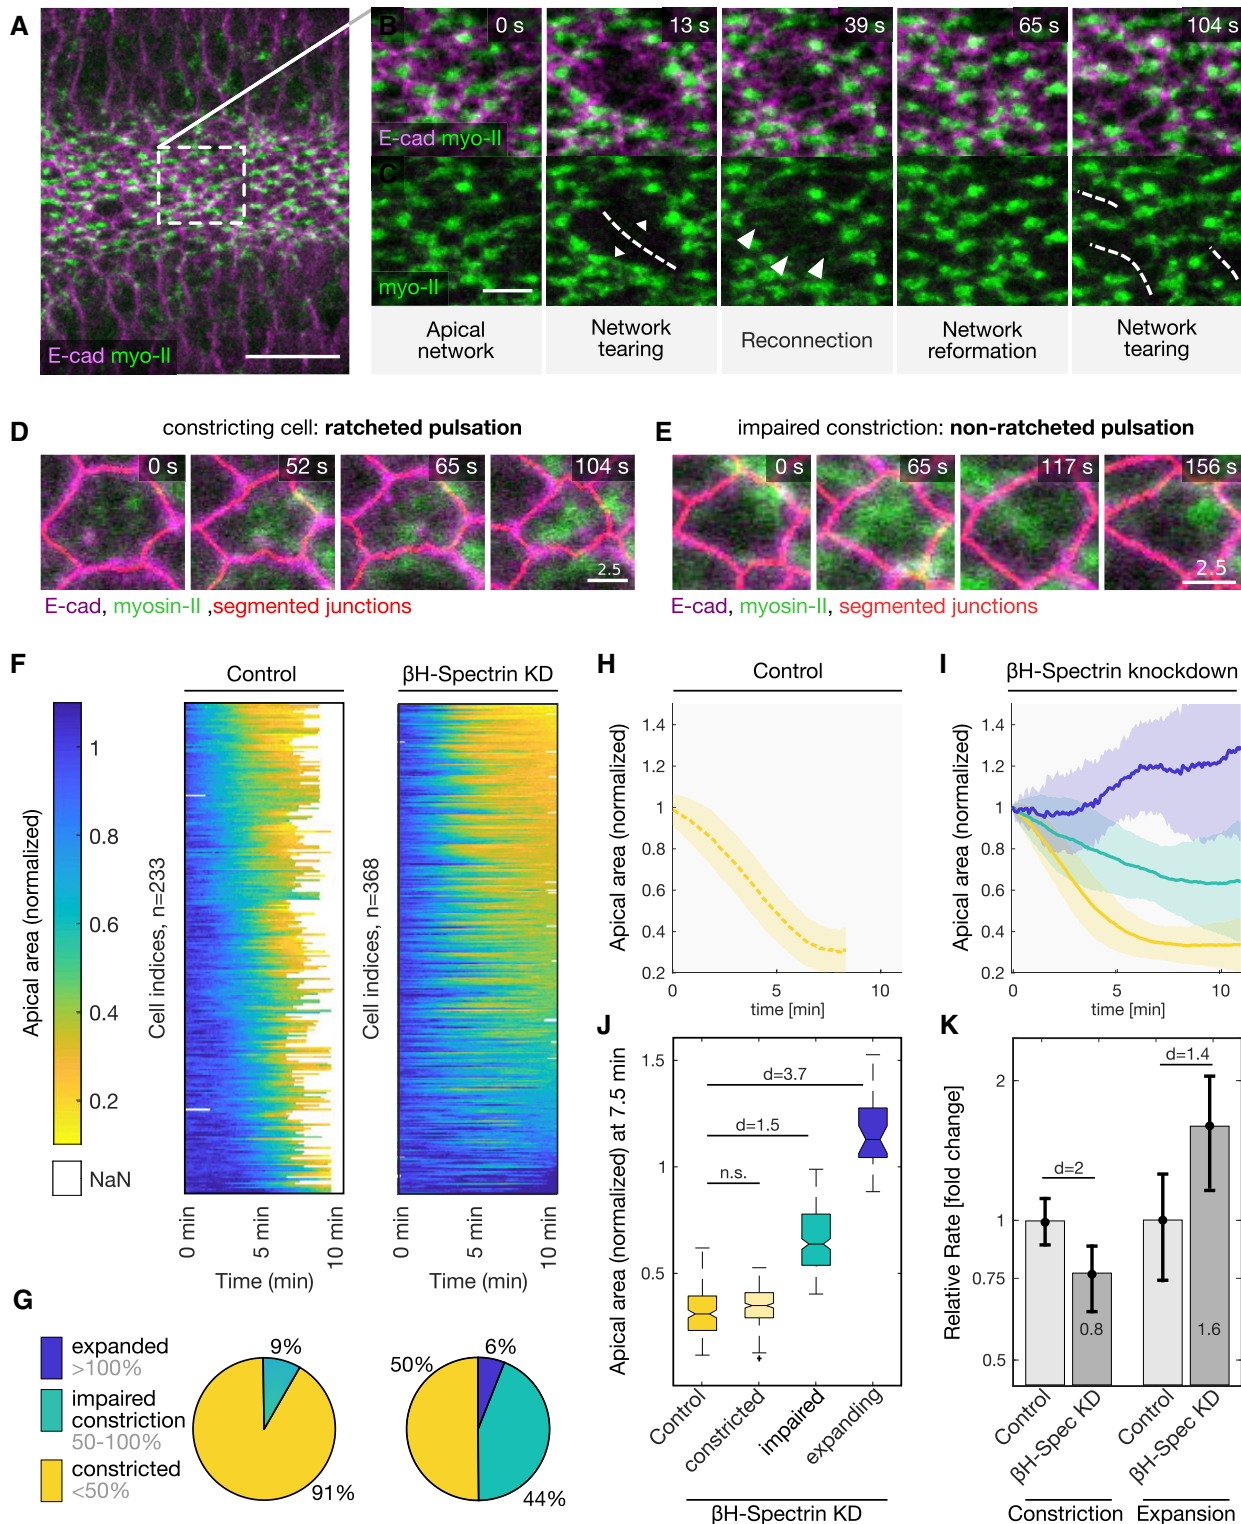 A
E-cad myo-II
B
0 s
13 s
39 s
65 s
104 s
E-cad myo-II
C
myo-II
Apical network
Network tearing
Reconnection
Network reformation
Network tearing
D
constricting cell: ratcheted pulsation
0 s
52 s
65 s
104 s
2.5
E-cad, myosin-II ,segmented junctions
E
impaired constriction: non-ratcheted pulsation
0 s
65 s
117 s
156 s
2.5
E-cad, myosin-II, segmented junctions
F
Control
βH-Spectrin KD
Apical area (normalized)
1
0.8
0.6
0.4
0.2
NaN
Cell indices, n=233
Cell indices, n=368
0 min
5 min
10 min
0 min
5 min
10 min
Time (min)
Time (min)
G
expanded
>100%
impaired
constriction
50-100%
constricted
<50%
9%
91%
6%
50%
44%
H
Control
Apical area (normalized)
1.4
1.2
1
0.8
0.6
0.4
0.2
0
5
10
time [min]
I
βH-Spectrin knockdown
Apical area (normalized)
1.4
1.2
1
0.8
0.6
0.4
0.2
0
5
10
time [min]
J
Apical area (normalized) at 7.5 min
1.5
1
0.5
d=3.7
d=1.5
n.s.
Control
constricted
impaired
expanding
βH-Spectrin KD
K
Relative Rate [fold change]
2
1
0.75
0.5
d=1.4
d=2
0.8
1.6
Control
βH-Spec KD
Control
βH-Spec KD
Constriction
Expansion